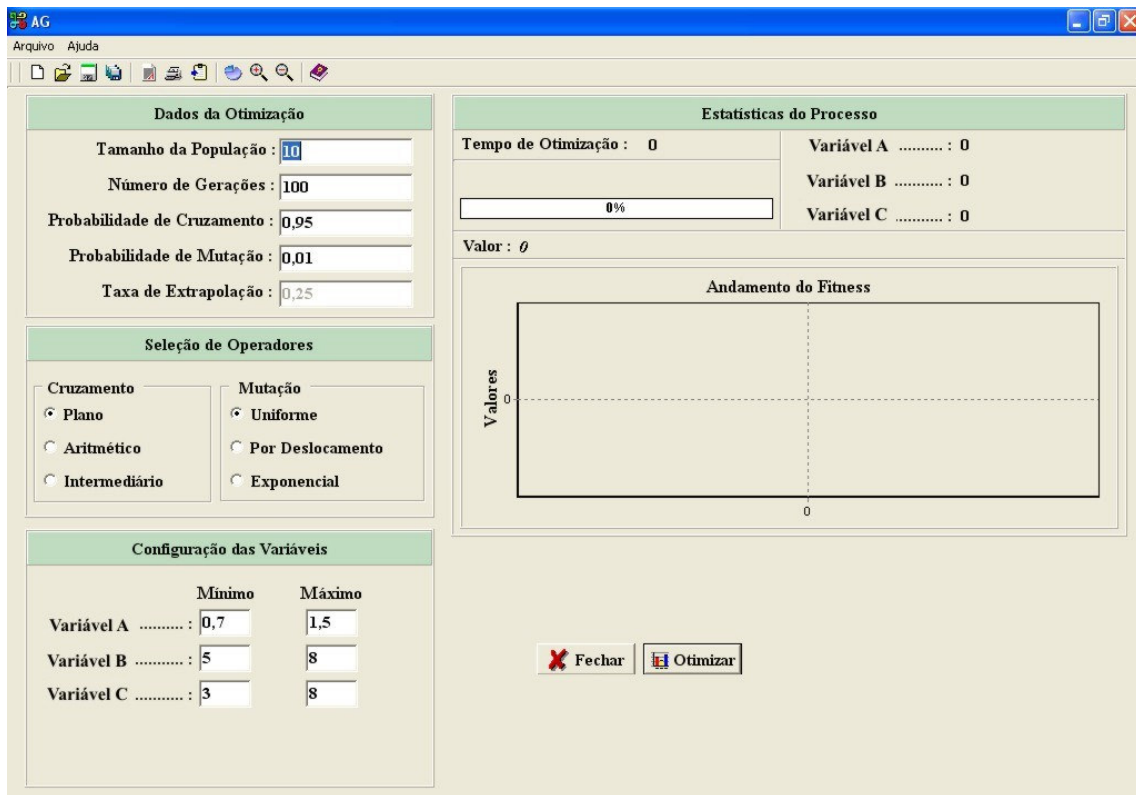 AG
Arquivo Ajuda
Dados da Otimização
Tamanho da População : 10
Número de Gerações : 100
Probabilidade de Cruzamento : 0,95
Probabilidade de Mutação : 0,01
Taxa de Extrapolação : 0,25
Seleção de Operadores
Cruzamento
Plano
Aritmético
Intermediário
Mutação
Uniforme
Por Deslocamento
Exponencial
Configuração das Variáveis
Mínimo Máximo
Variável A .......... : 0,7 1,5
Variável B ........... : 5 8
Variável C ........... : 3 8
Estatísticas do Processo
Tempo de Otimização : 0
0%
Variável A .......... : 0
Variável B ........... : 0
Variável C ........... : 0
Valor : 0
Andamento do Fitness
Valores
0
0
Fechar
Otimizar